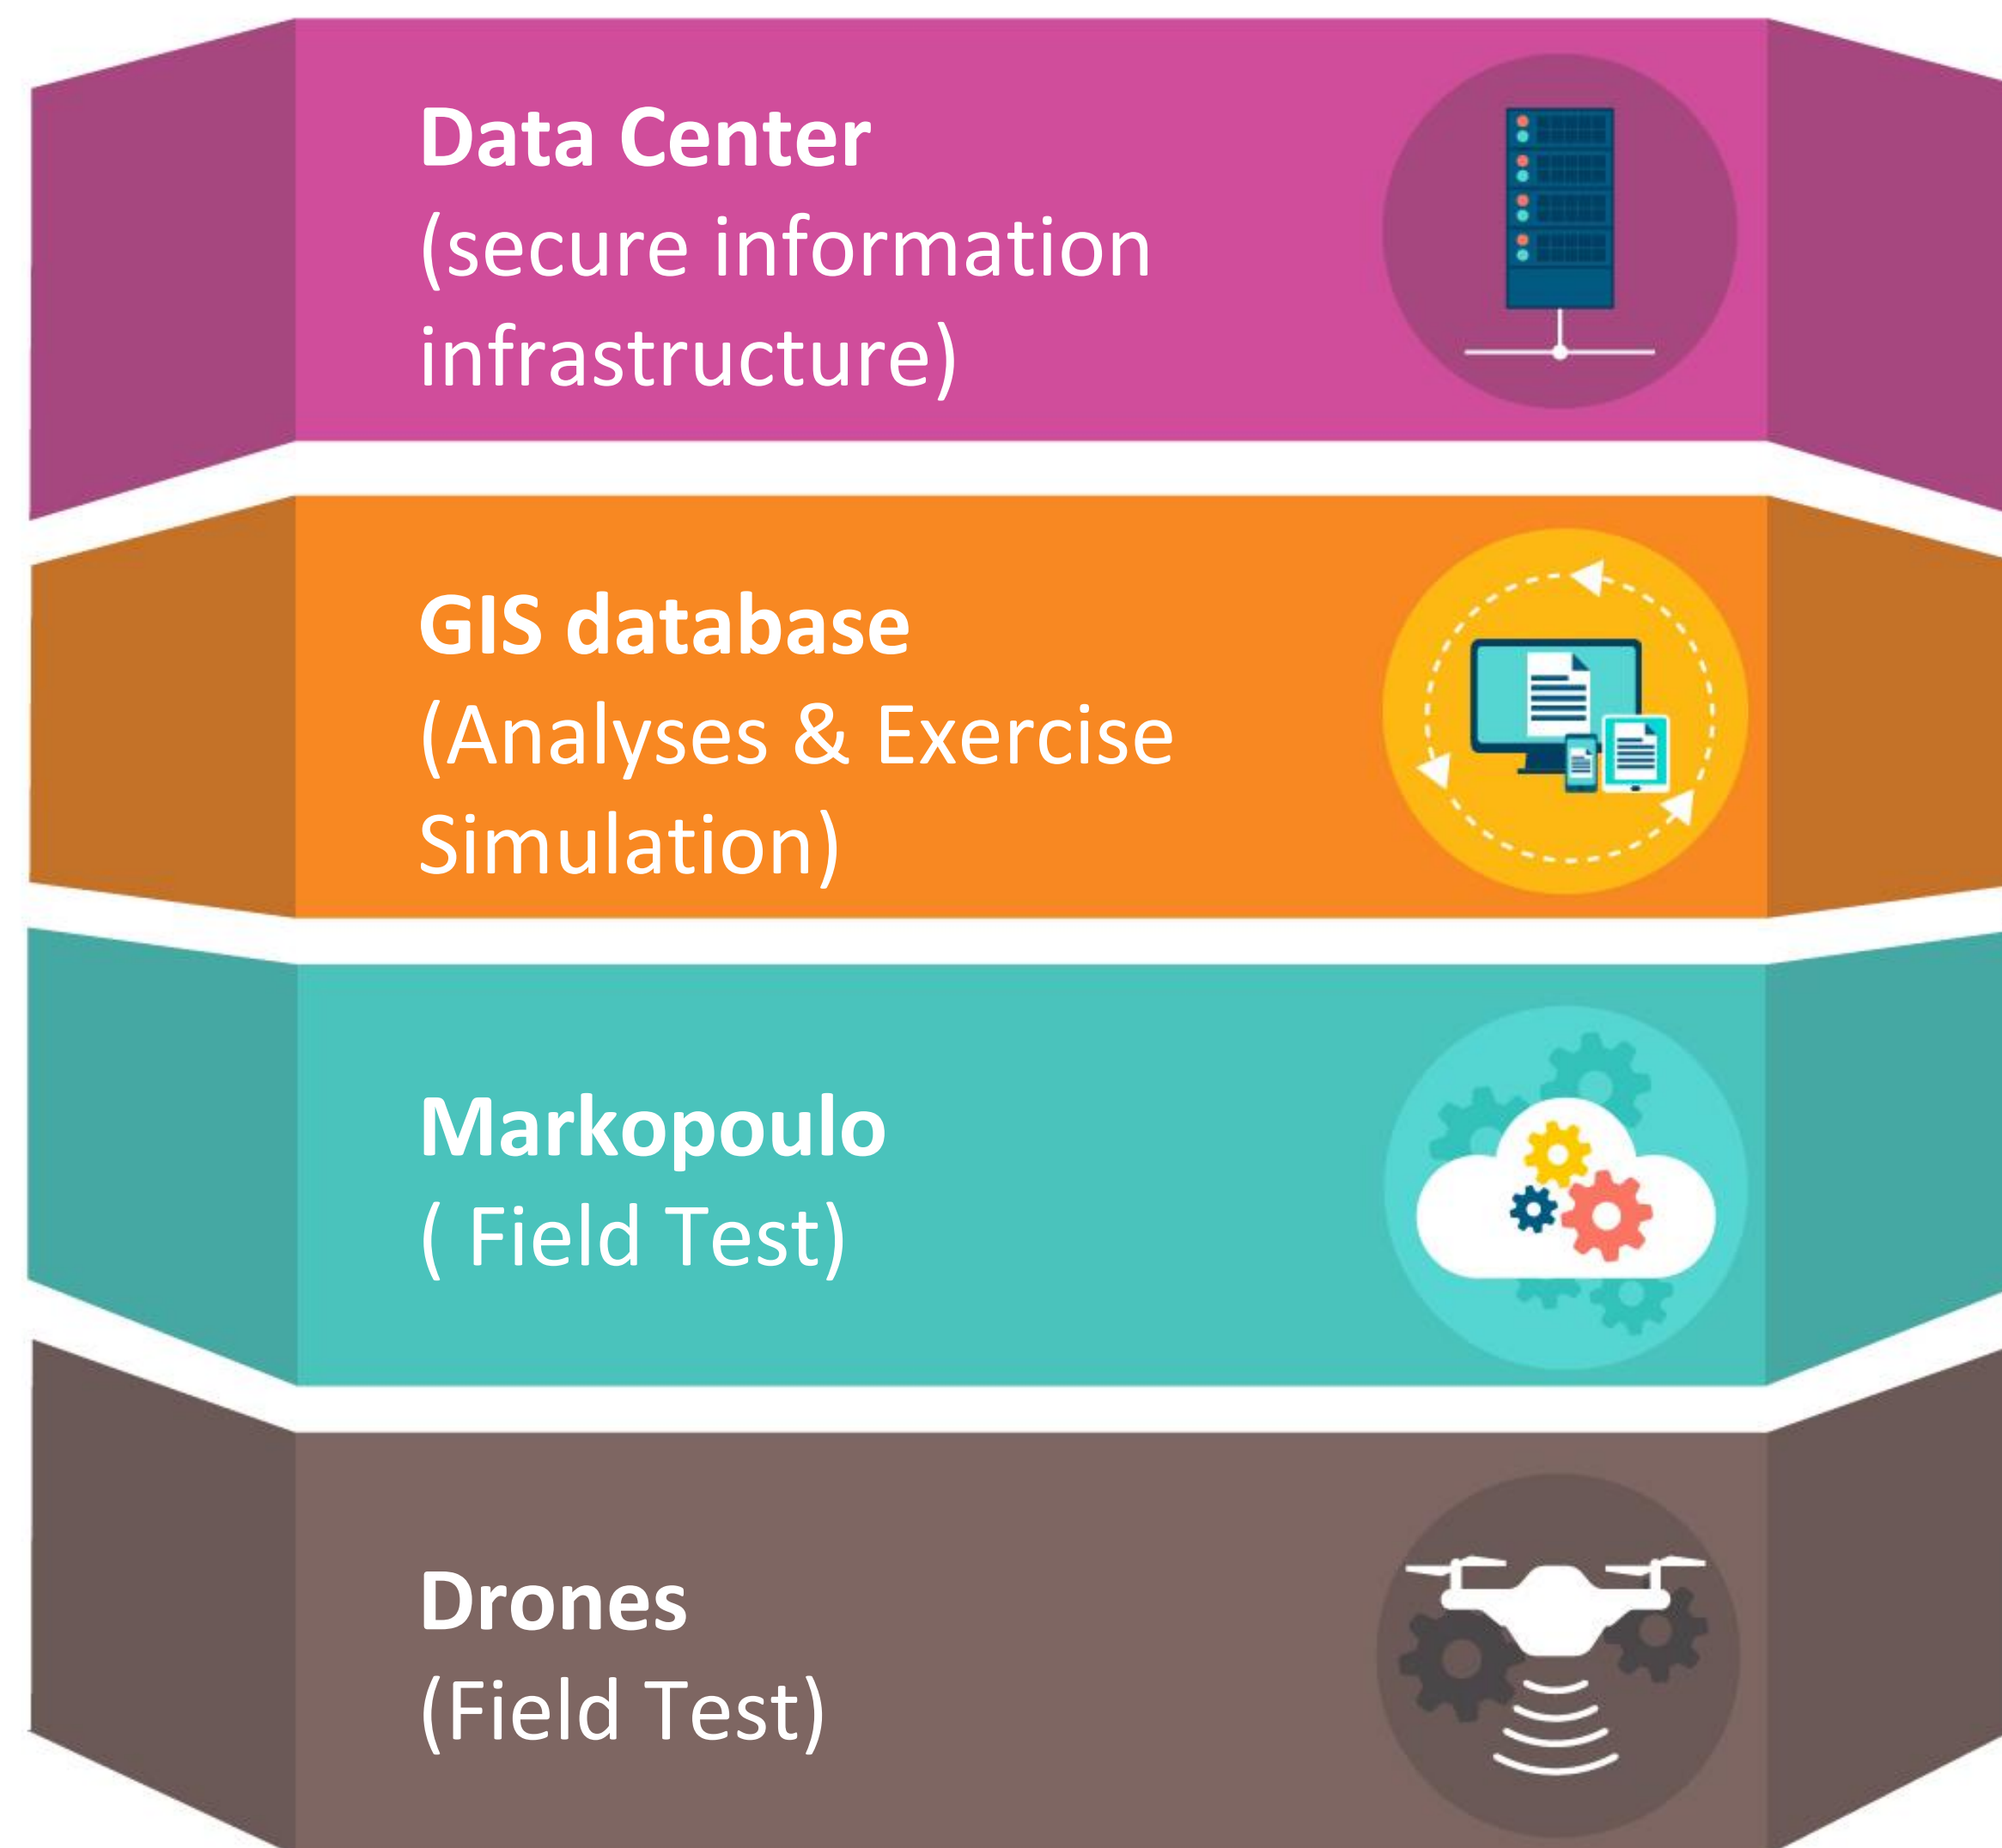 Data Center
(secure information
infrastructure)
GIS database
(Analyses & Exercise
Simulation)
Markopoulo
( Field Test)
Drones
(Field Test)